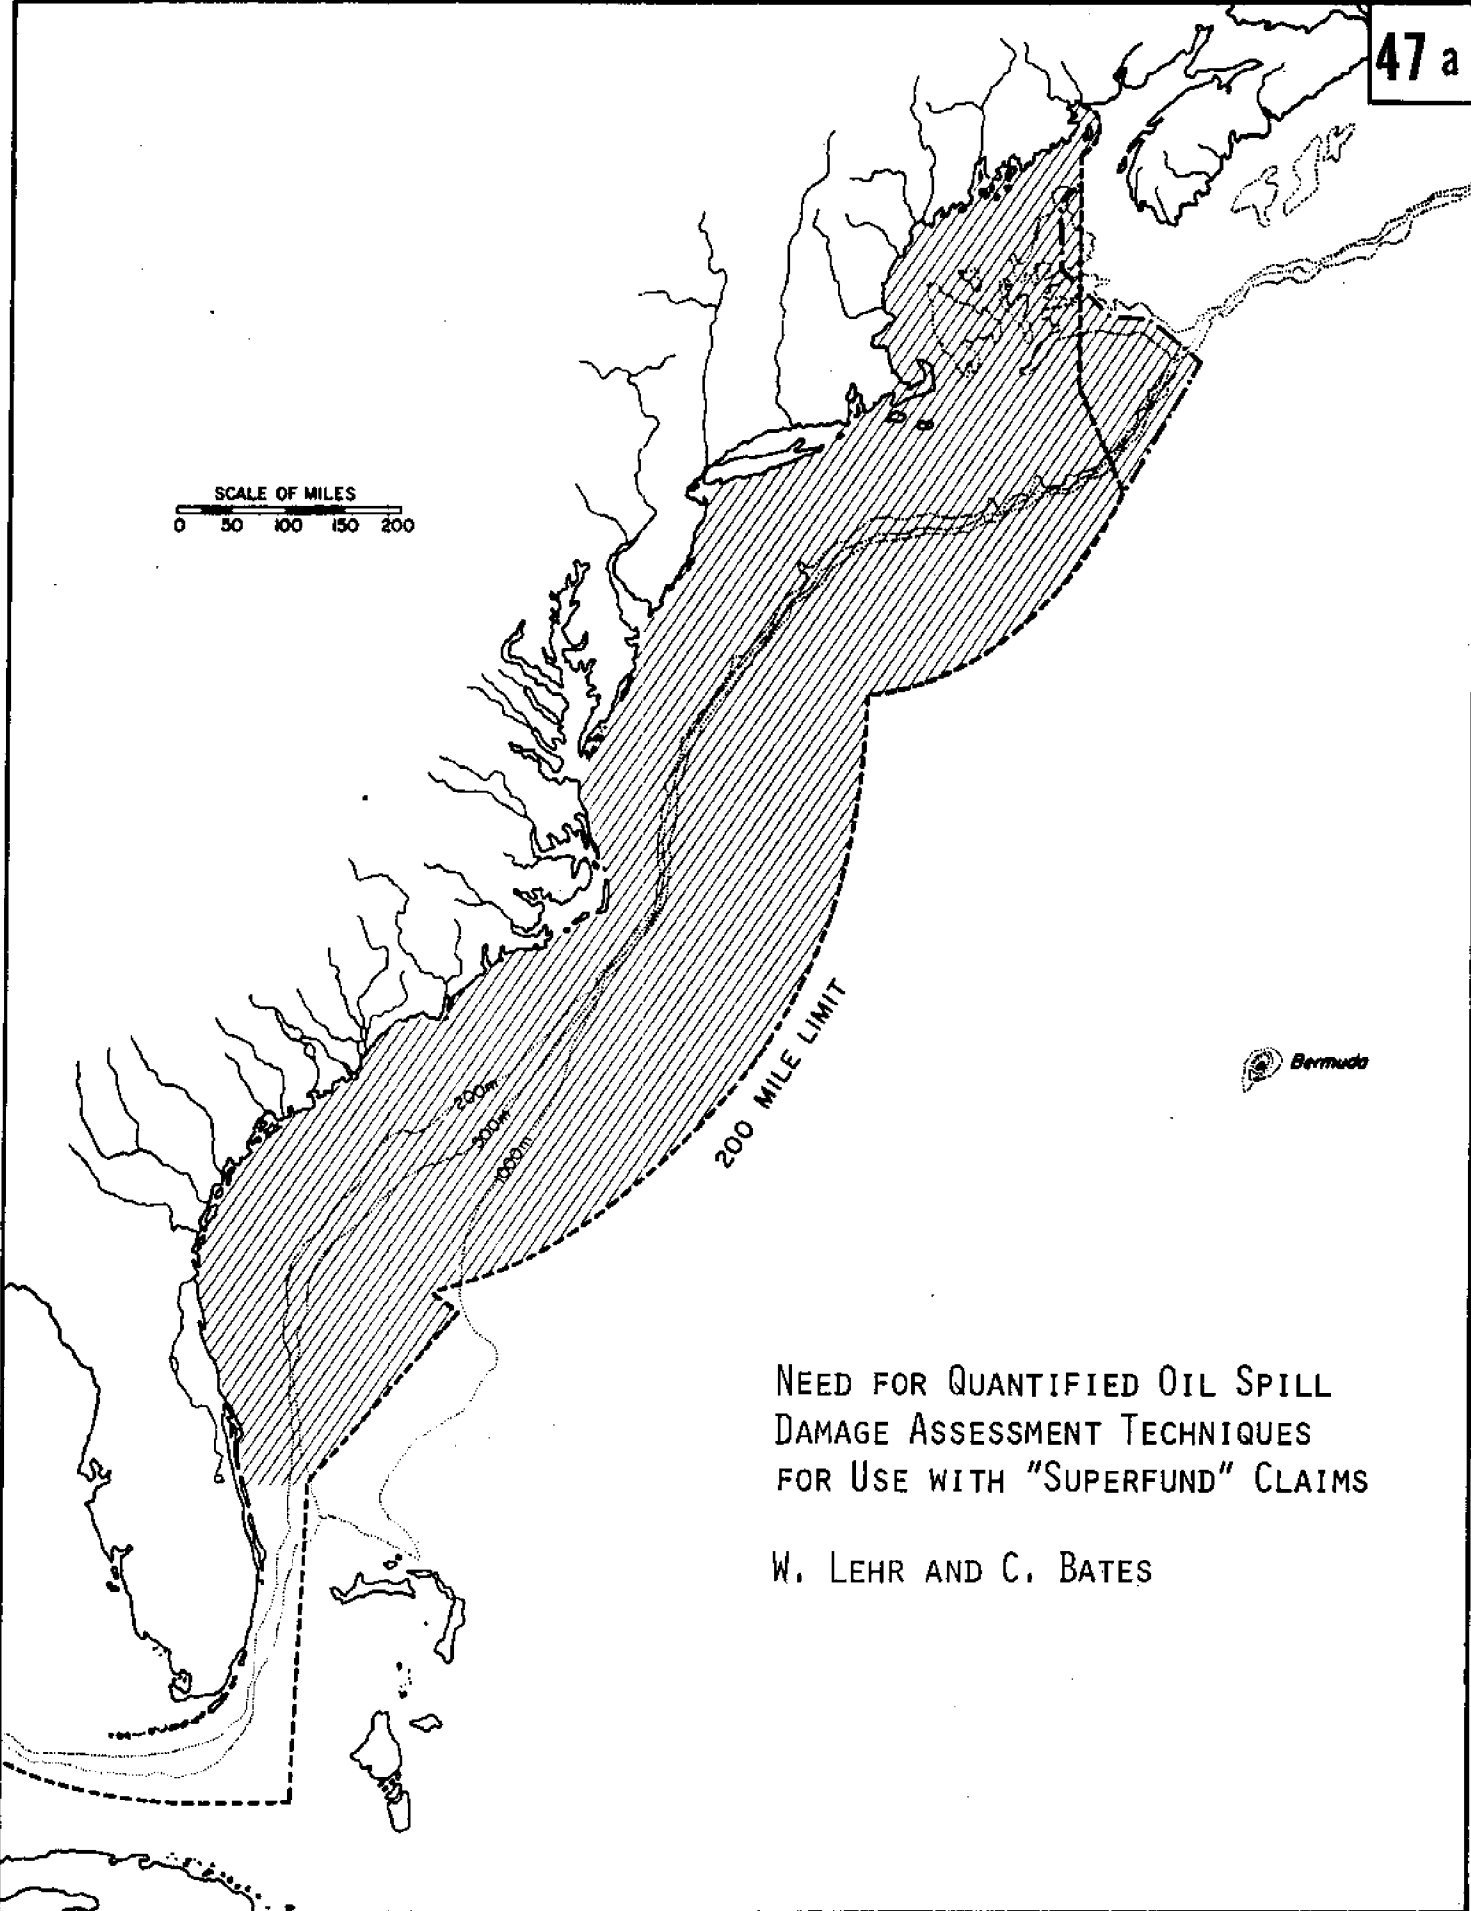 47 a
SCALE OF MILES
0 50 100 150 200
200m
500m
1000m
200 MILE LIMIT
Bermuda
NEED FOR QUANTIFIED OIL SPILL
DAMAGE ASSESSMENT TECHNIQUES
FOR USE WITH "SUPERFUND" CLAIMS
W. LEHR AND C. BATES